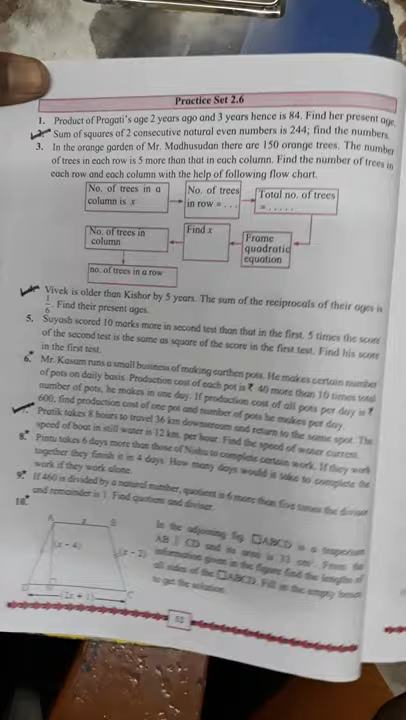 Practice Set 2.6
1. Product of Pragati's age 2 years ago and 3 years hence is 84. Find her present age.
2. Sum of squares of 2 consecutive natural even numbers is 244; find the numbers.
3. In the orange garden of Mr. Madhusudan there are 150 orange trees. The number
of trees in each row is 5 more than that in each column. Find the number of trees in
each row and each column with the help of following flow chart.
No. of trees in a
column is x
No. of trees
in row = . . .
Total no. of trees
= . . . . .
No. of trees in
column
Find x
Frame
quadratic
equation
no. of trees in a row
Vivek is older than Kishor by 5 years. The sum of the reciprocals of their ages is
1/6. Find their present ages.
5. Suyash scored 10 marks more in second test than that in the first. 5 times the score
of the second test is the same as square of the score in the first test. Find his score
in the first test.
6.* Mr. Kasam runs a small business of making earthen pots. He makes certain number
of pots on daily basis. Production cost of each pot is ₹ 40 more than 10 times total
number of pots, he makes in one day. If production cost of all pots per day is ₹
600, find production cost of one pot and number of pots he makes per day.
Pratik takes 8 hours to travel 36 km downstream and return to the same spot. The
speed of boat in still water is 12 km. per hour. Find the speed of water current.
8.* Pintu takes 6 days more than those of Nishu to complete certain work. If they work
together they finish it in 4 days. How many days would it take to complete the
work if they work alone.
9.* If 460 is divided by a natural number, quotient is 6 more than five times the divisor
and remainder is 1. Find quotient and divisor.
10.*
In the adjoining fig. □ABCD is a trapezium
AB || CD and its area is 33 cm². From the
information given in the figure find the lengths of
all sides of the □ABCD. Fill in the empty boxes
to get the solution.
A x B
(x - 4)
(x - 2)
D C
(2x + 1)